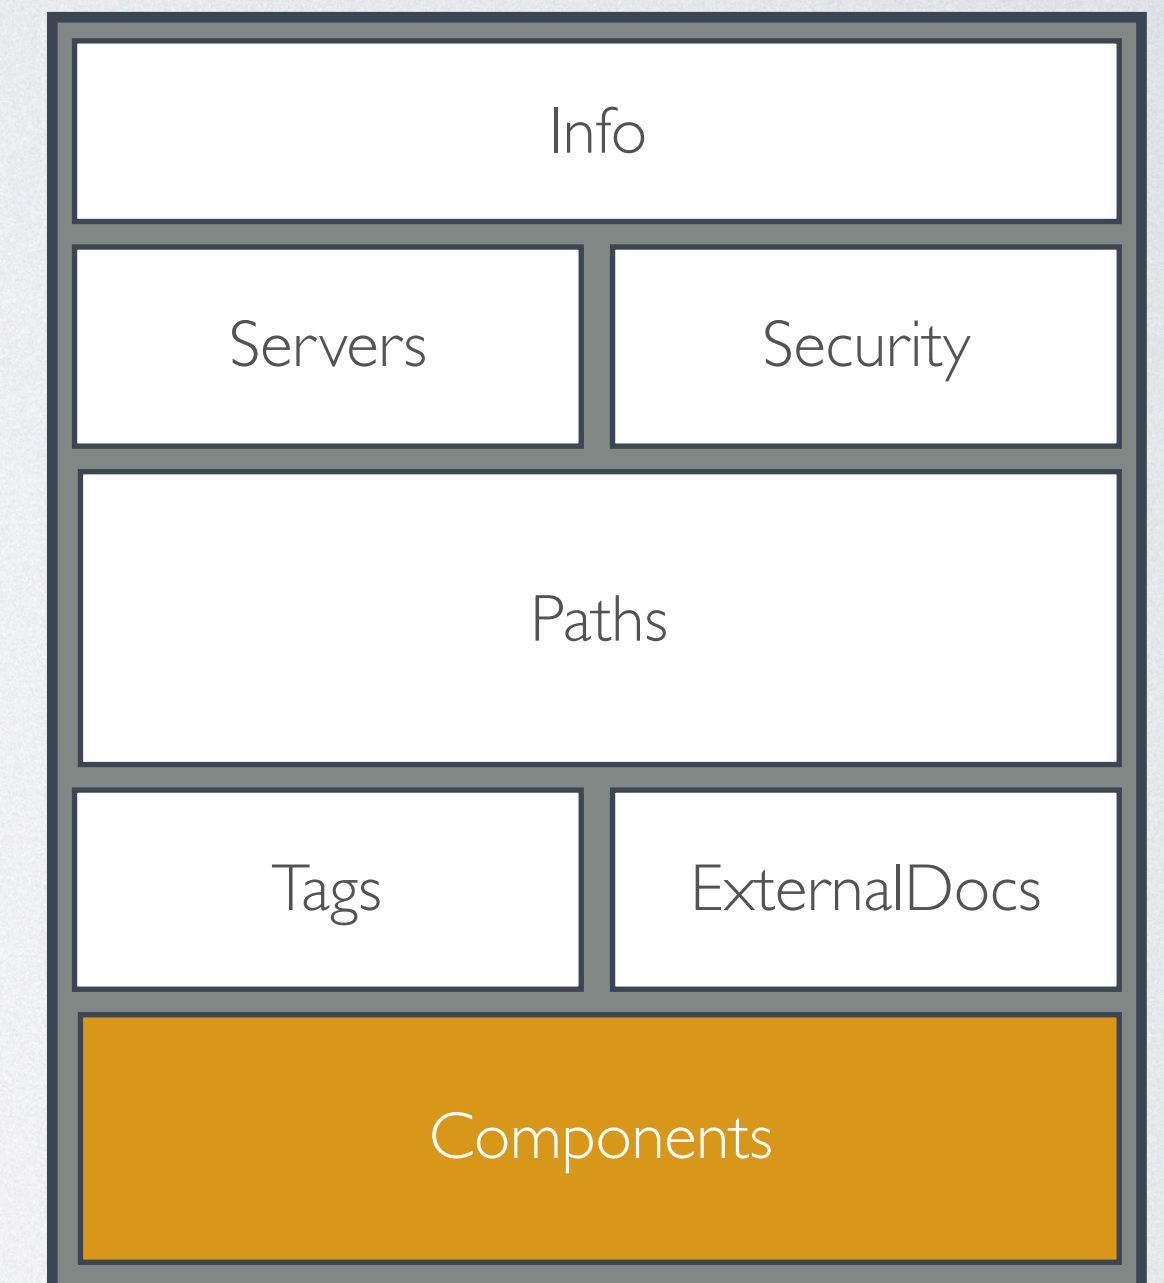 Info
Servers
Security
Paths
Tags
ExternalDocs
Components